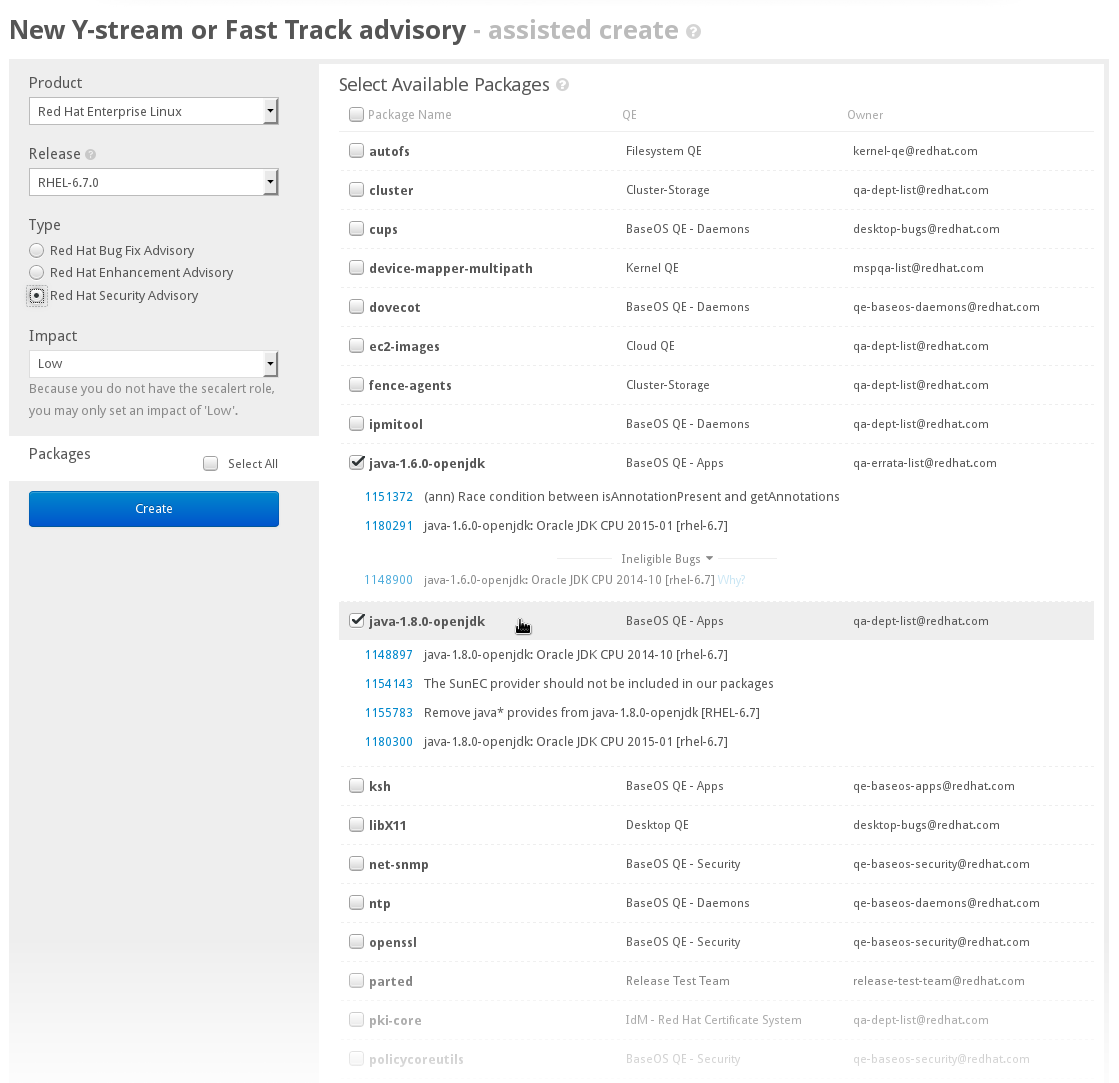 New Y-stream or Fast Track advisory - assisted create ?
Product
Red Hat Enterprise Linux
Release ?
RHEL-6.7.0
Type
Red Hat Bug Fix Advisory
Red Hat Enhancement Advisory
Red Hat Security Advisory
Impact
Low
Because you do not have the secalert role,
you may only set an impact of 'Low'.
Packages Select All
Create
Select Available Packages ?
Package Name QE Owner
autofs Filesystem QE kernel-qe@redhat.com
cluster Cluster-Storage qa-dept-list@redhat.com
cups BaseOS QE - Daemons desktop-bugs@redhat.com
device-mapper-multipath Kernel QE mspqa-list@redhat.com
dovecot BaseOS QE - Daemons qe-baseos-daemons@redhat.com
ec2-images Cloud QE qa-dept-list@redhat.com
fence-agents Cluster-Storage qa-dept-list@redhat.com
ipmitool BaseOS QE - Daemons qa-dept-list@redhat.com
java-1.6.0-openjdk BaseOS QE - Apps qa-errata-list@redhat.com
1151372 (ann) Race condition between isAnnotationPresent and getAnnotations
1180291 java-1.6.0-openjdk: Oracle JDK CPU 2015-01 [rhel-6.7]
Ineligible Bugs
1148900 java-1.6.0-openjdk: Oracle JDK CPU 2014-10 [rhel-6.7] Why?
java-1.8.0-openjdk BaseOS QE - Apps qa-dept-list@redhat.com
1148897 java-1.8.0-openjdk: Oracle JDK CPU 2014-10 [rhel-6.7]
1154143 The SunEC provider should not be included in our packages
1155783 Remove java* provides from java-1.8.0-openjdk [RHEL-6.7]
1180300 java-1.8.0-openjdk: Oracle JDK CPU 2015-01 [rhel-6.7]
ksh BaseOS QE - Apps qe-baseos-apps@redhat.com
libX11 Desktop QE desktop-bugs@redhat.com
net-snmp BaseOS QE - Security qe-baseos-security@redhat.com
ntp BaseOS QE - Daemons qe-baseos-daemons@redhat.com
openssl BaseOS QE - Security qe-baseos-security@redhat.com
parted Release Test Team release-test-team@redhat.com
pki-core IdM - Red Hat Certificate System qa-dept-list@redhat.com
policycoreutils BaseOS QE - Security qe-baseos-security@redhat.com